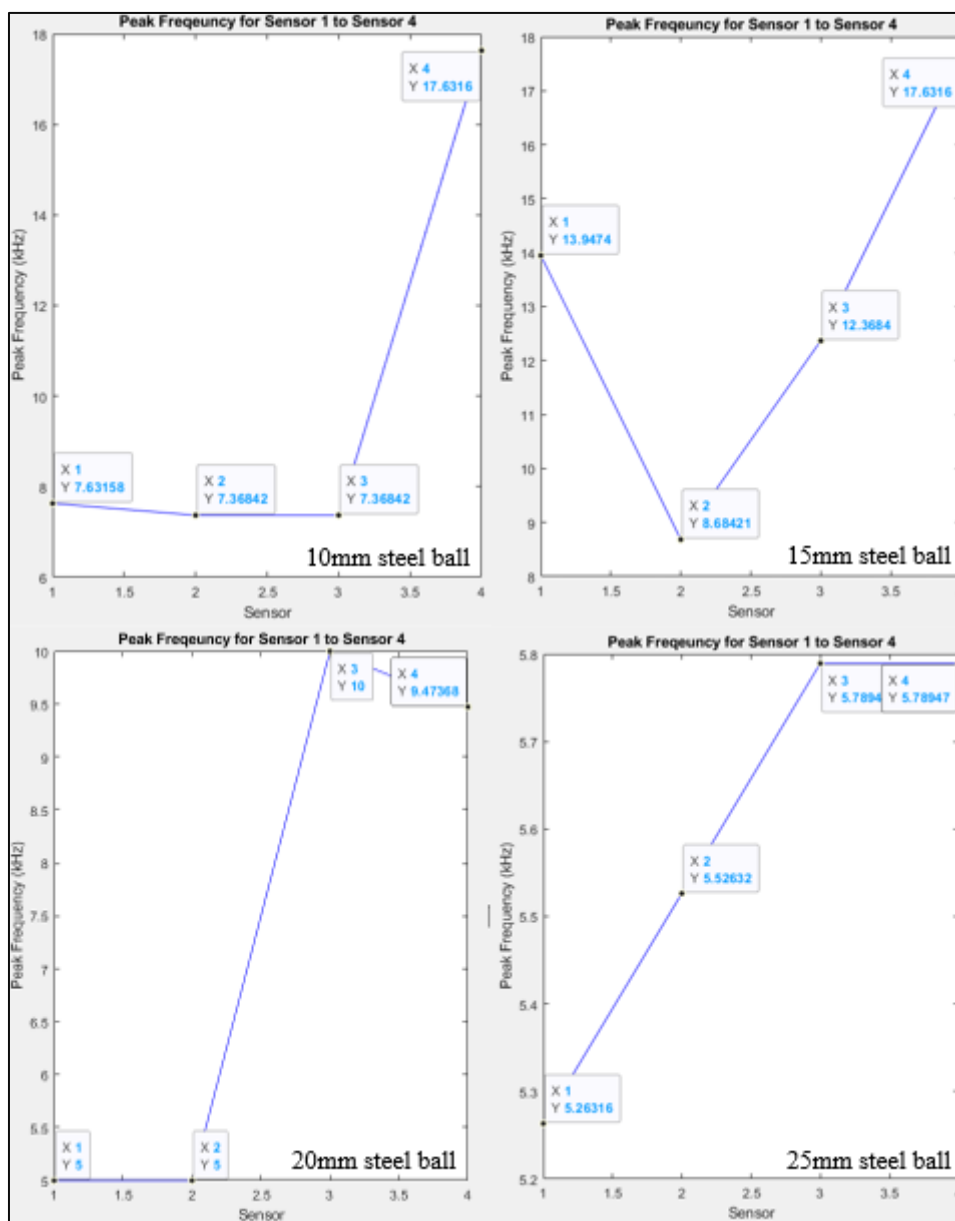 Peak Freqeuncy for Sensor 1 to Sensor 4
18
16
14
12
10
8
6
Peak Frequency (kHz)
X 4
Y 17.6316
X 1
Y 7.63158
X 2
Y 7.36842
X 3
Y 7.36842
10mm steel ball
1 1.5 2 2.5 3 3.5 4
Sensor
Peak Freqeuncy for Sensor 1 to Sensor 4
18
17
16
15
14
13
12
11
10
9
8
Peak Frequency (kHz)
X 4
Y 17.6316
X 1
Y 13.9474
X 3
Y 12.3684
X 2
Y 8.68421
15mm steel ball
1 1.5 2 2.5 3 3.5
Sensor
Peak Freqeuncy for Sensor 1 to Sensor 4
10
9.5
9
8.5
8
7.5
7
6.5
6
5.5
5
Peak Frequency (kHz)
X 3
Y 10
X 4
Y 9.47368
X 1
Y 5
X 2
Y 5
20mm steel ball
1 1.5 2 2.5 3 3.5 4
Sensor
Peak Freqeuncy for Sensor 1 to Sensor 4
5.8
5.7
5.6
5.5
5.4
5.3
5.2
Peak Frequency (kHz)
X 3
Y 5.7894
X 4
Y 5.78947
X 2
Y 5.52632
X 1
Y 5.26316
25mm steel ball
1 1.5 2 2.5 3 3.5
Sensor